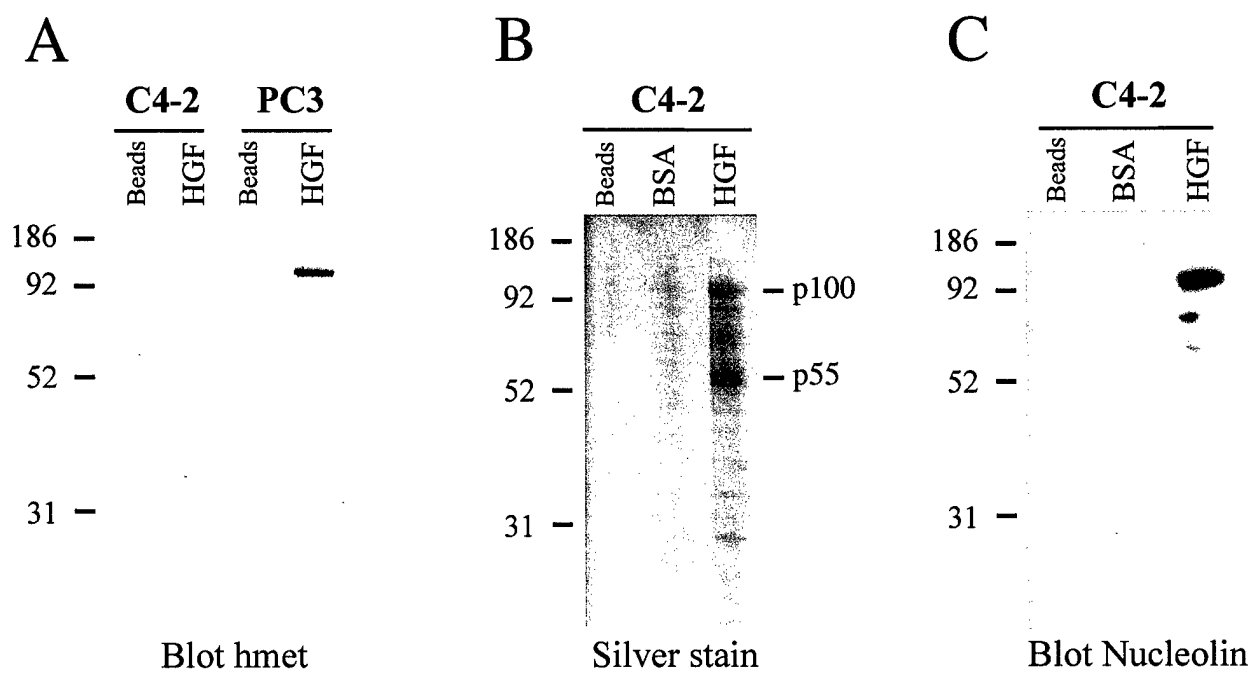 A
C4-2 PC3
Beads HGF Beads HGF
186
92
52
31
Blot hmet
B
C4-2
Beads BSA HGF
186
92
52
31
p100
p55
Silver stain
C
C4-2
Beads BSA HGF
186
92
52
31
Blot Nucleolin